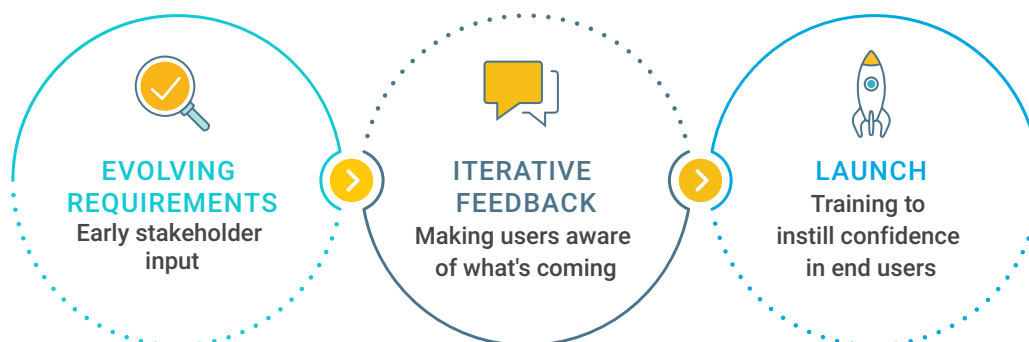 EVOLVING
REQUIREMENTS
Early stakeholder
input
ITERATIVE
FEEDBACK
Making users aware
of what's coming
LAUNCH
Training to
instill confidence
in end users